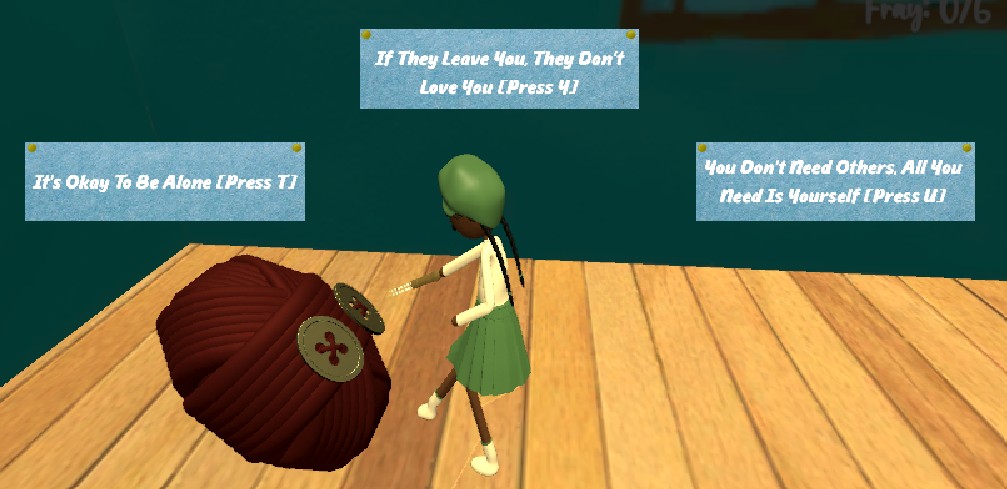 Fray: 0/6
If They Leave You, They Don't
Love You [Press Y]
It's Okay To Be Alone [Press T]
You Don't Need Others, All You
Need Is Yourself [Press U]